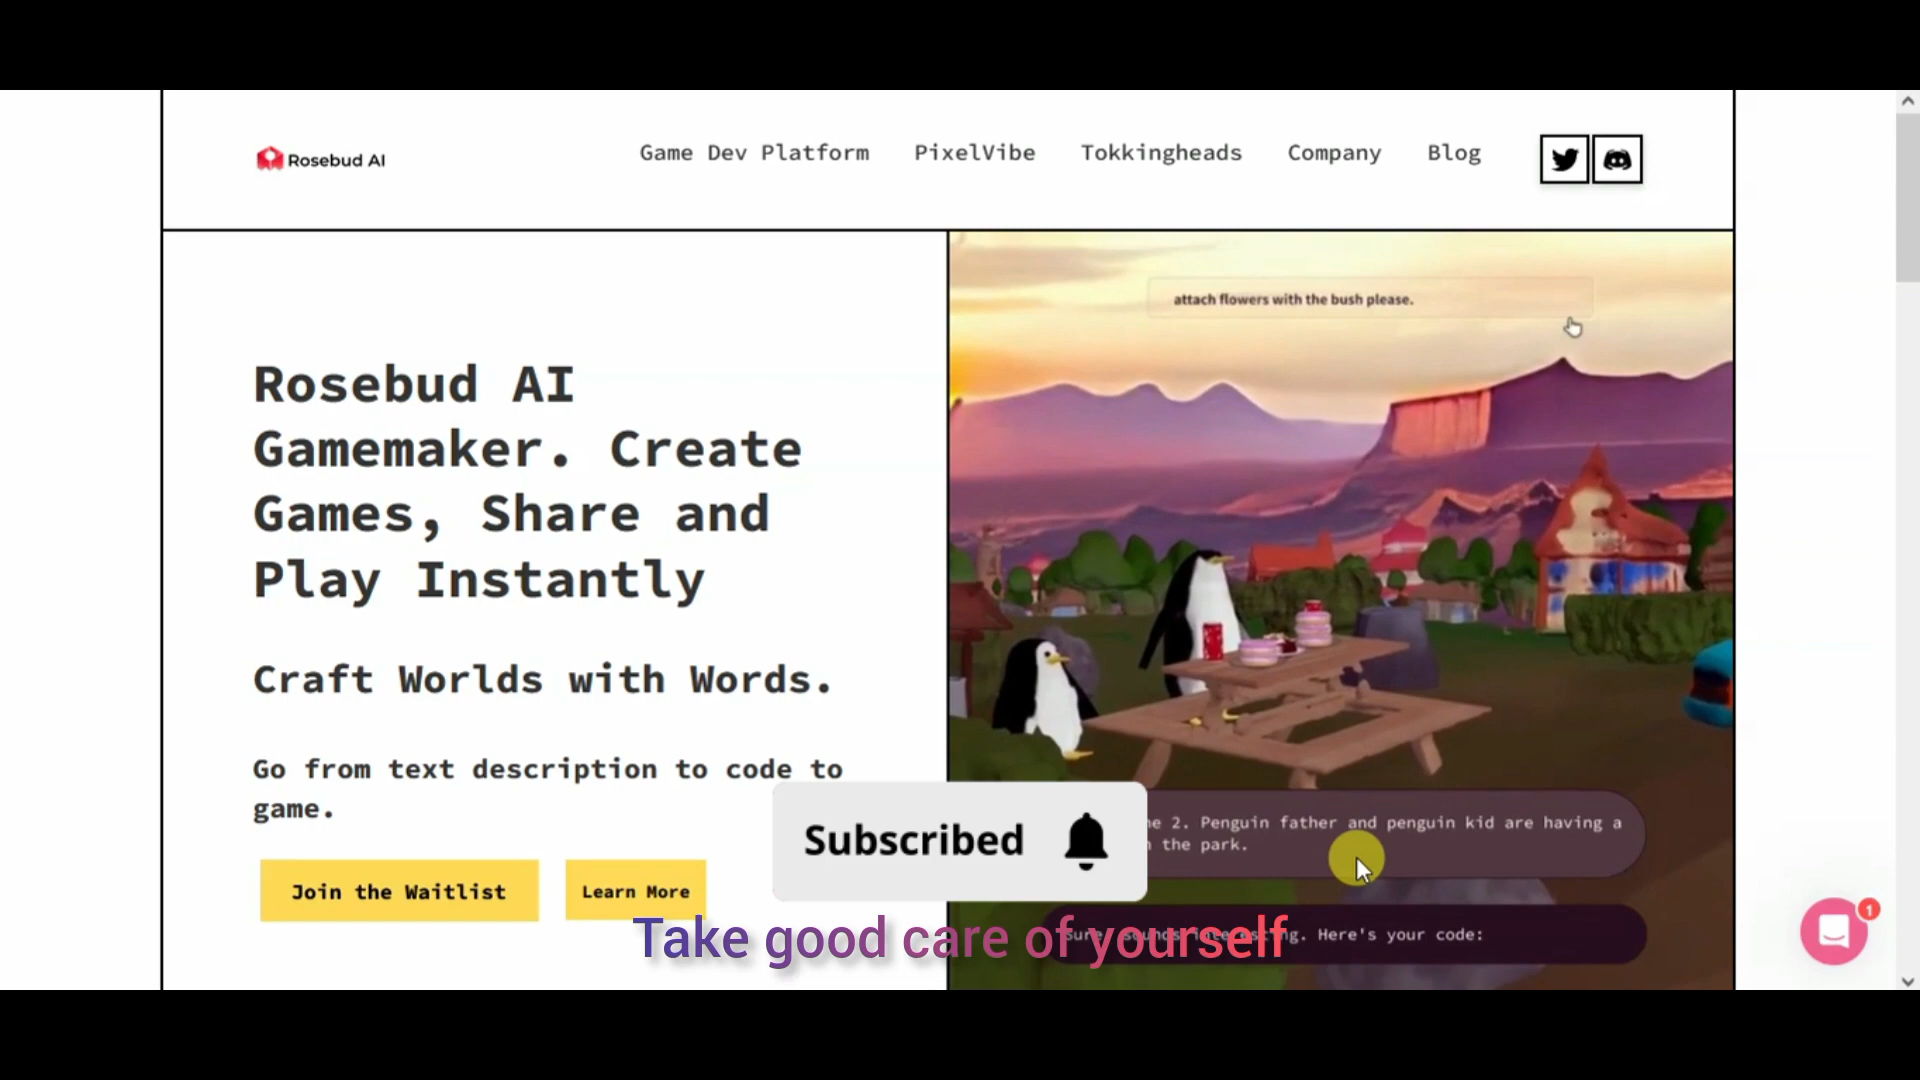 Rosebud AI
Game Dev Platform
PixelVibe
Tokkingheads
Company
Blog
attach flowers with the bush please.
Rosebud AI
Gamemaker. Create
Games, Share and
Play Instantly
Craft Worlds with Words.
Go from text description to code to
game.
Join the Waitlist
Learn More
2. Penguin father and penguin kid are having a
the park.
Subscribed
Here's your code:
Take good care of yourself
1